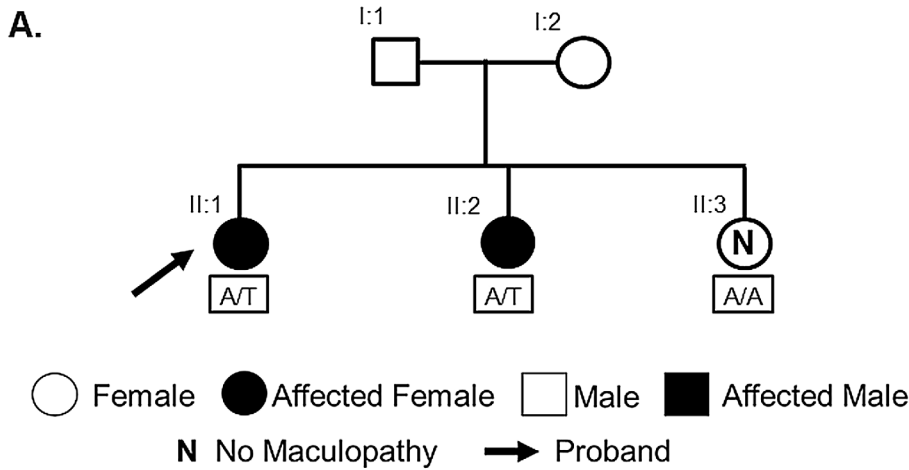 A.
I:1 I:2
II:1 II:2 II:3
N
A/T A/T A/A
Female Affected Female Male Affected Male
N No Maculopathy Proband